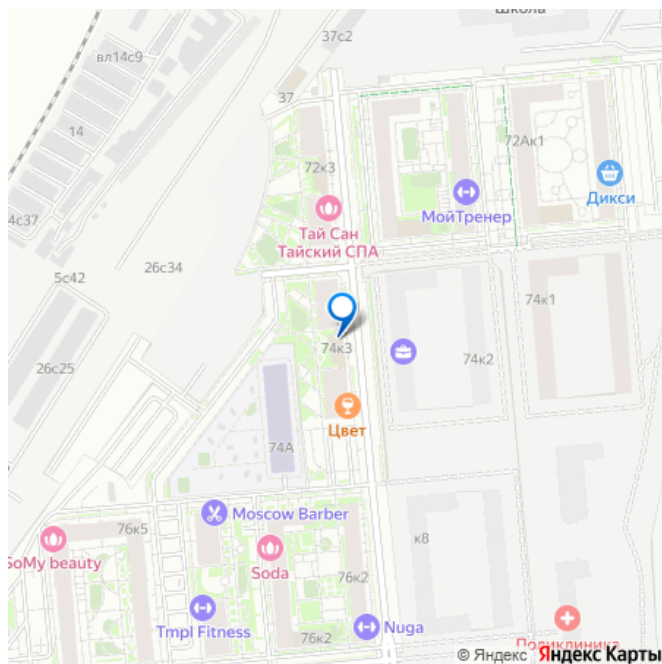 Школа
37с2
вл14с9
37
14
72Ак1
72к3
Дикси
МойТренер
4с37
Тай Сан
Тайский СПА
26с34
5с42
74к1
74к3
74к2
26с25
Цвет
74А
Moscow Barber
76к5
к8
SoMy beauty
Soda
76к2
Tmpl Fitness
Nuga
76к2
Поликлиника
© Яндекс Яндекс Карты